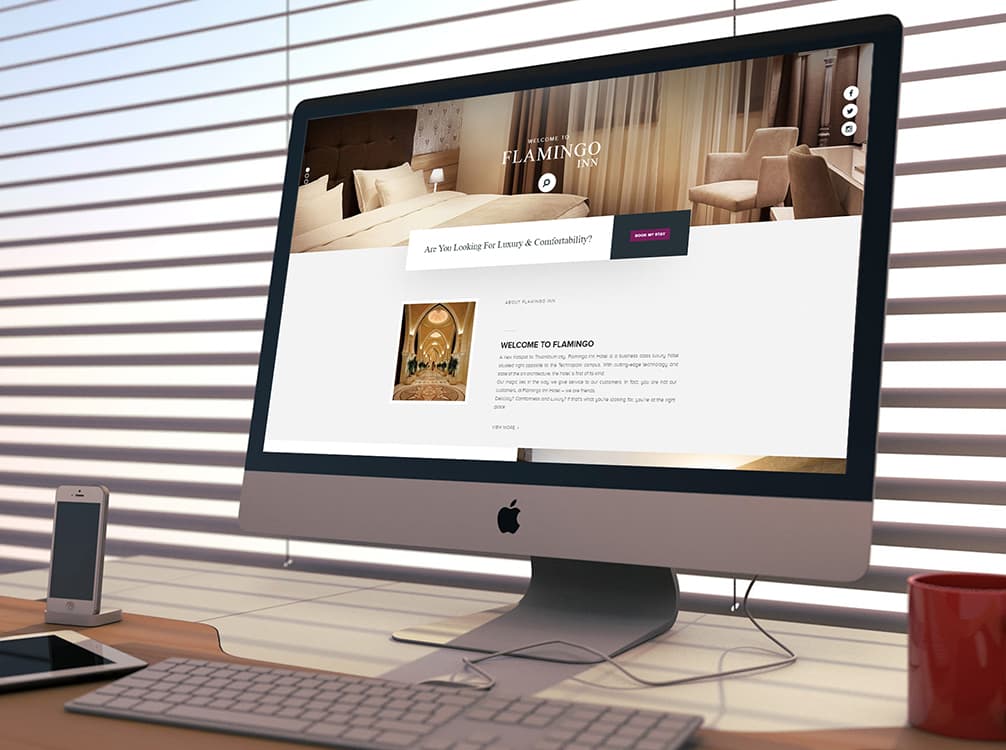 WELCOME TO
FLAMINGO
INN
Are You Looking For Luxury & Comfortability?
BOOK MY STAY
ABOUT FLAMINGO INN
WELCOME TO FLAMINGO
A new hotspot to Trivandrum city, Flamingo Inn Hotel is a business class luxury hotel
situated right opposite to the Technopark campus. With cutting-edge technology and
state of the art architecture, the hotel is first of its kind.
Our magic lies in the way we give service to our customers. In fact, you are not our
customers, at Flamingo Inn Hotel – we are friends.
Delicacy? Comfortness and Luxury? If that's what you're looking for, you're at the right
place.
VIEW MORE >